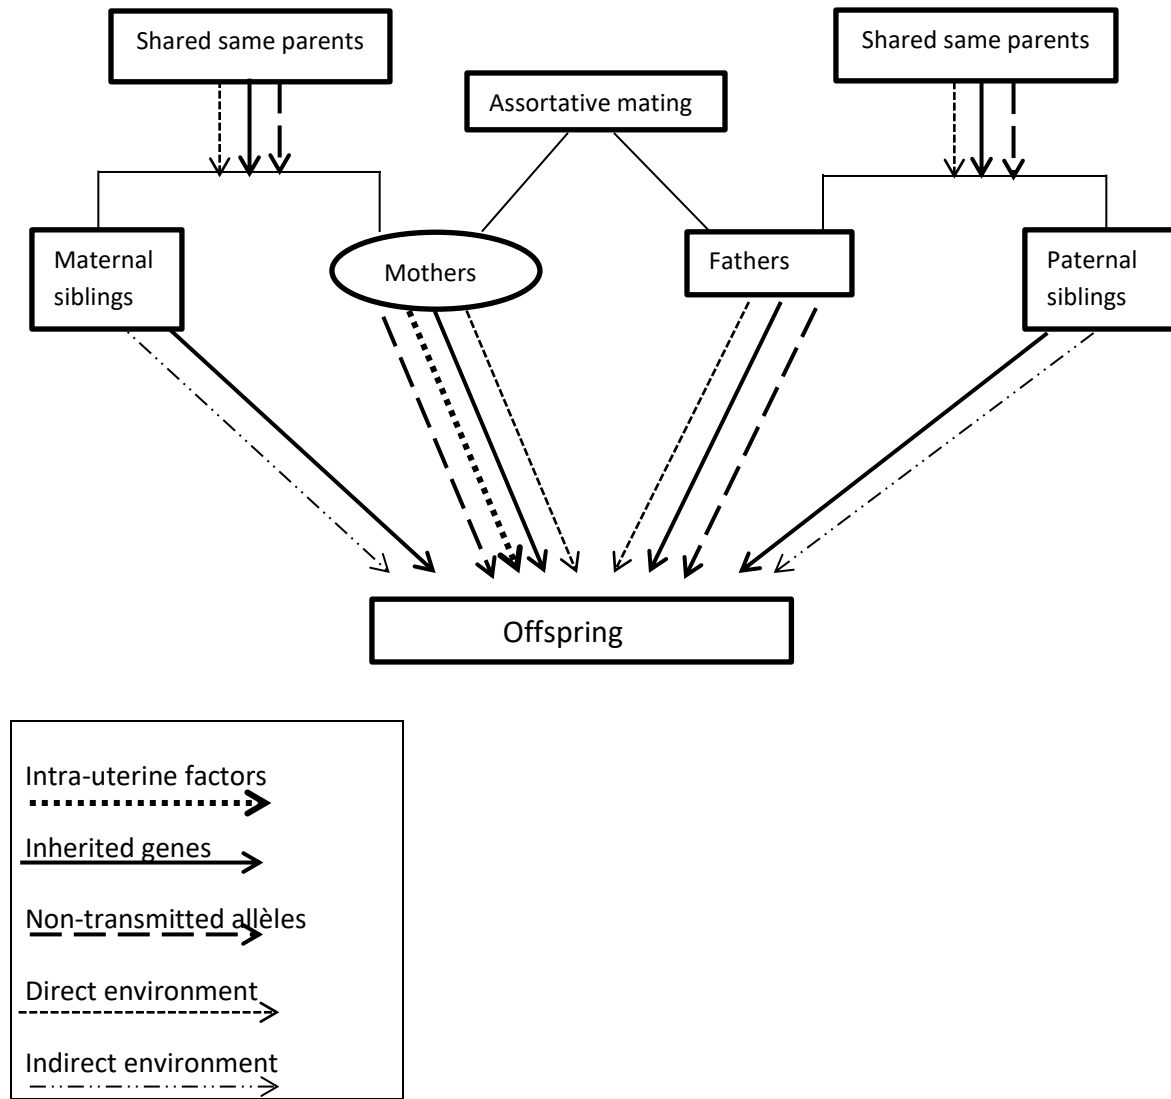 Shared same parents
Shared same parents
Assortative mating
Maternal
siblings
Mothers
Fathers
Paternal
siblings
Offspring
Intra-uterine factors
Inherited genes
Non-transmitted allèles
Direct environment
Indirect environment